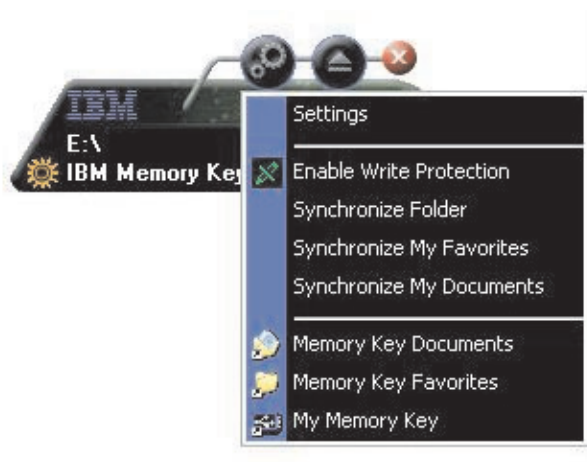 IBM
E:\
IBM Memory Key
Settings
Enable Write Protection
Synchronize Folder
Synchronize My Favorites
Synchronize My Documents
Memory Key Documents
Memory Key Favorites
My Memory Key